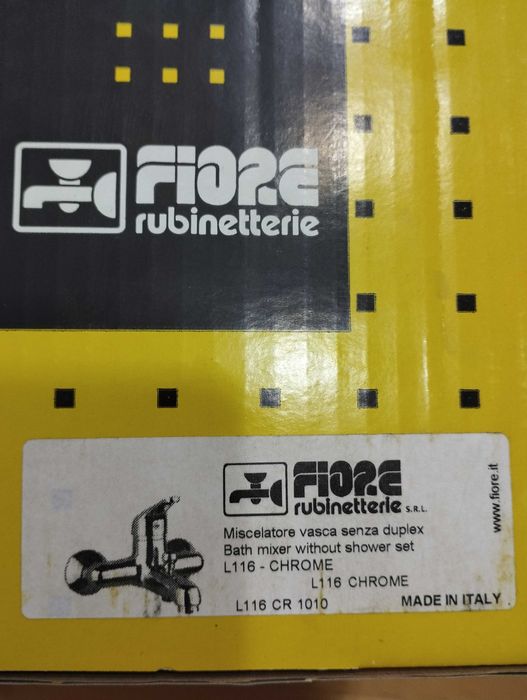 FIORE
rubinetterie
FIORE
rubinetterie S.R.L.
www.fiore.it
Miscelatore vasca senza duplex
Bath mixer without shower set
L116 - CHROME
L116 CHROME
L116 CR 1010 MADE IN ITALY